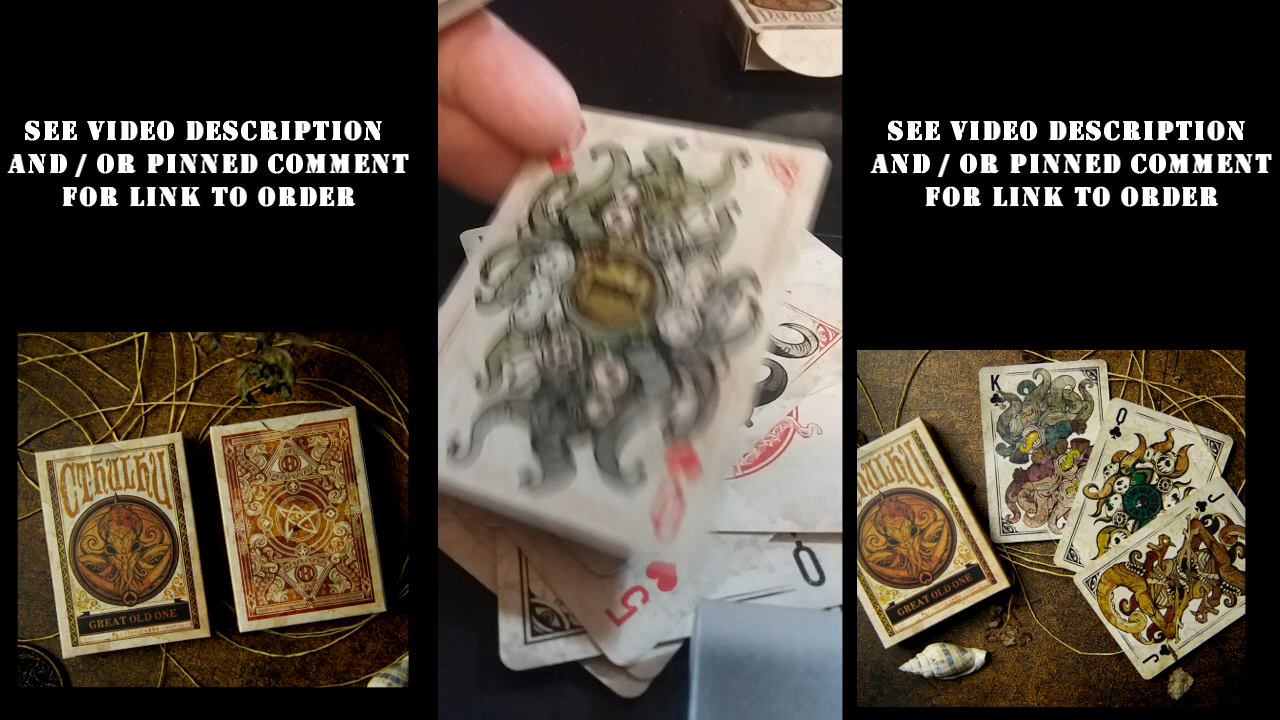 SEE VIDEO DESCRIPTION
AND / OR PINNED COMMENT
FOR LINK TO ORDER
SEE VIDEO DESCRIPTION
AND / OR PINNED COMMENT
FOR LINK TO ORDER
CTHULHU
GREAT OLD ONE
5
Q
CTHULHU
GREAT OLD ONE
K
Q
J
J